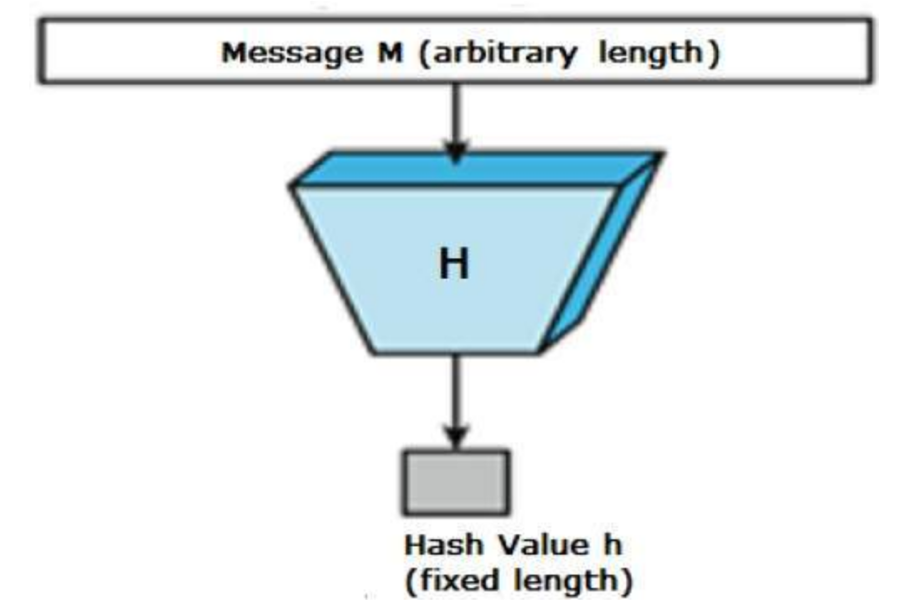 Message M (arbitrary length)
H
Hash Value h
(fixed length)